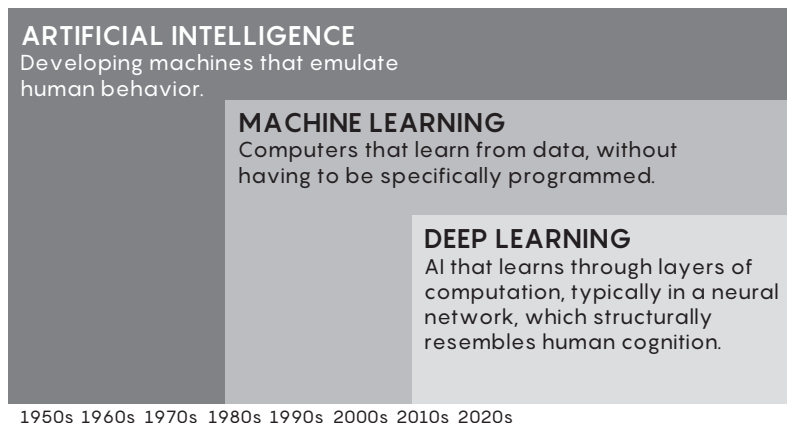 ARTIFICIAL INTELLIGENCE
Developing machines that emulate
human behavior.
MACHINE LEARNING
Computers that learn from data, without
having to be specifically programmed.
DEEP LEARNING
AI that learns through layers of
computation, typically in a neural
network, which structurally
resembles human cognition.
1950s 1960s 1970s 1980s 1990s 2000s 2010s 2020s